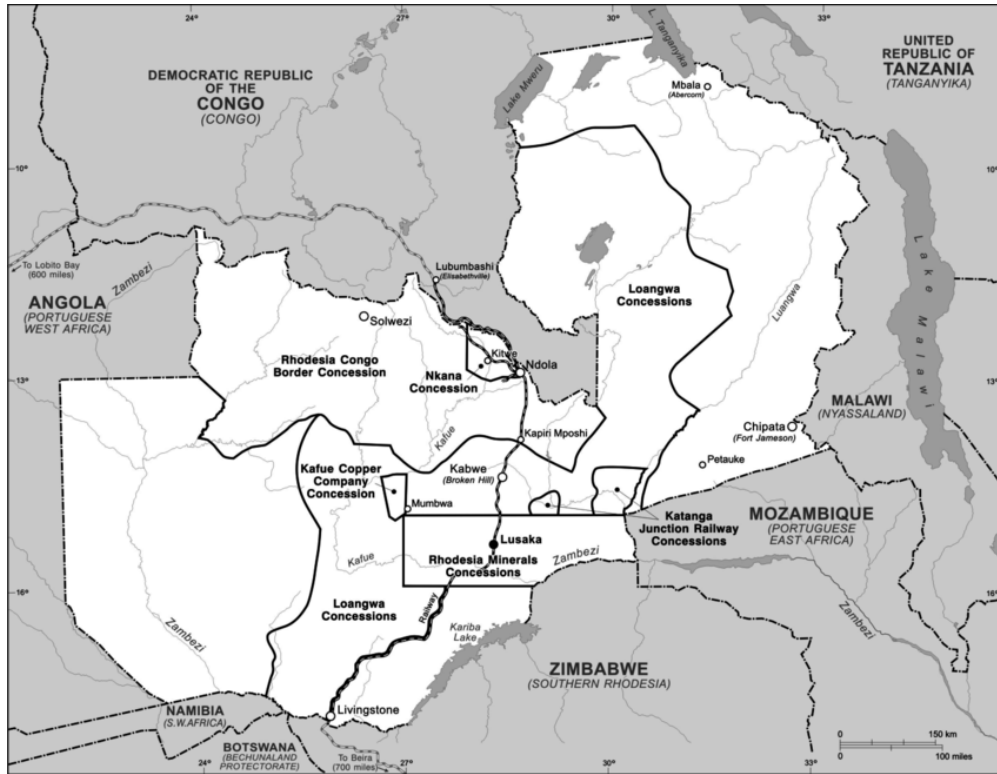 24°
27°
30°
33°
DEMOCRATIC REPUBLIC
OF THE
CONGO
(CONGO)
Lake Mweru
L. Tanganyika
Mbala
(Abercorn)
UNITED
REPUBLIC OF
TANZANIA
(TANGANYIKA)
10°
10°
To Lobito Bay
(600 miles)
Zambezi
Lubumbashi
(Elisabethville)
Loangwa
Concessions
Luangwa
Lake Malawi
ANGOLA
(PORTUGUESE
WEST AFRICA)
Solwezi
Rhodesia Congo
Border Concession
Kitwe
Ndola
Nkana
Concession
13°
13°
MALAWI
(NYASSALAND)
Kafue
Kapiri Mposhi
Chipata
(Fort Jameson)
Petauke
Kafue Copper
Company
Concession
Kabwe
(Broken Hill)
Mumbwa
Katanga
Junction Railway
Concessions
MOZAMBIQUE
(PORTUGUESE
EAST AFRICA)
Lusaka
Kafue
Rhodesia Minerals
Concessions
Zambezi
16°
16°
Loangwa
Concessions
Railway
Zambezi
Zambezi
Kariba
Lake
ZIMBABWE
(SOUTHERN RHODESIA)
NAMIBIA
(S.W.AFRICA)
Livingstone
BOTSWANA
(BECHUNALAND
PROTECTORATE)
To Beira
(700 miles)
0
150 km
0
100 miles
24°
27°
30°
33°